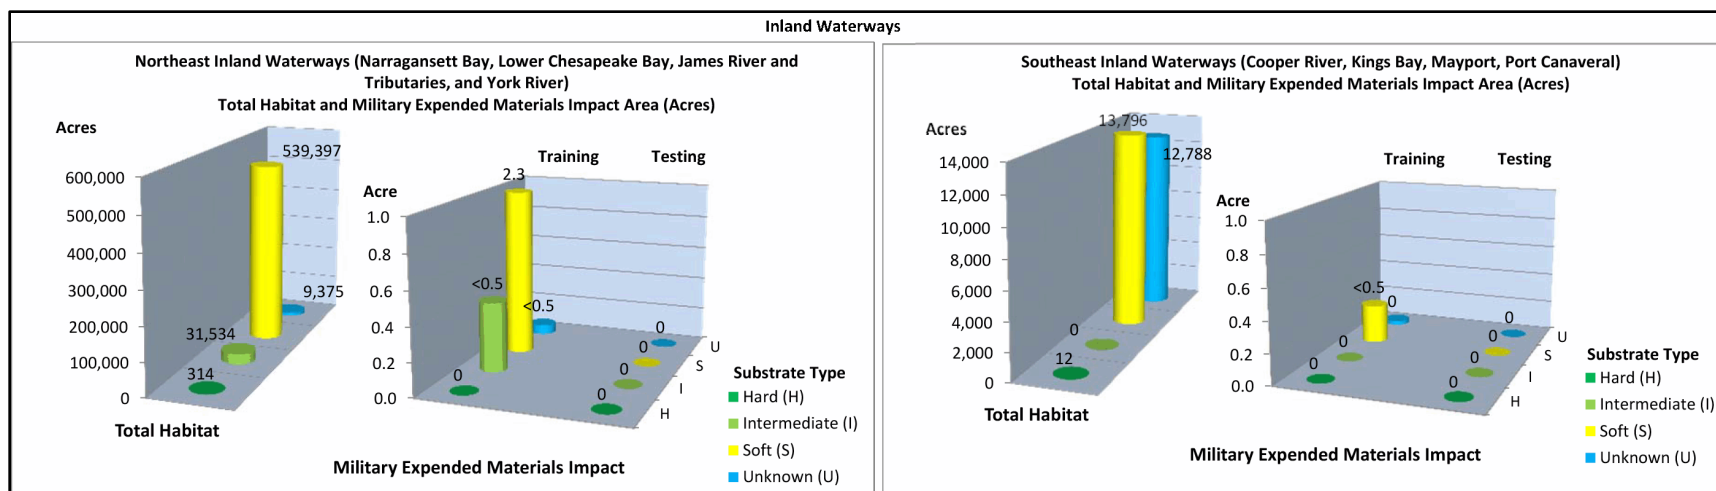 Inland Waterways
Northeast Inland Waterways (Narragansett Bay, Lower Chesapeake Bay, James River and
Tributaries, and York River)
Total Habitat and Military Expended Materials Impact Area (Acres)
Acres
600,000
500,000
400,000
300,000
200,000
100,000
0
539,397
9,375
31,534
314
Total Habitat
Training
Testing
Acre
1.0
0.8
0.6
0.4
0.2
0.0
2.3
<0.5
<0.5
0
0
0
0
0
U
S
I
H
Military Expended Materials Impact
Substrate Type
Hard (H)
Intermediate (I)
Soft (S)
Unknown (U)
Southeast Inland Waterways (Cooper River, Kings Bay, Mayport, Port Canaveral)
Total Habitat and Military Expended Materials Impact Area (Acres)
Acres
14,000
12,000
10,000
8,000
6,000
4,000
2,000
0
13,796
12,788
0
12
Total Habitat
Training
Testing
Acre
1.0
0.8
0.6
0.4
0.2
0.0
<0.5
0
0
0
0
0
0
0
U
S
I
H
Military Expended Materials Impact
Substrate Type
Hard (H)
Intermediate (I)
Soft (S)
Unknown (U)